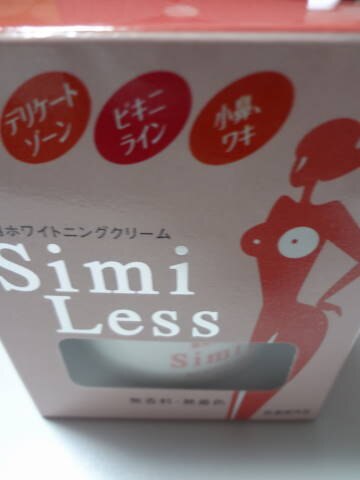 デリケート
ゾーン
ビキニ
ライン
小鼻、
ワキ
ホワイトニングクリーム
Simi
Less
Simi
無香料・無着色